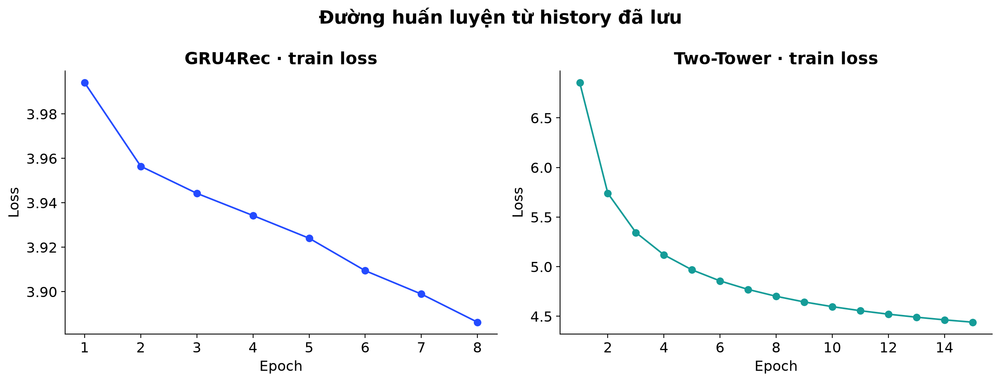 Đường huấn luyện từ history đã lưu
GRU4Rec · train loss
Loss
3.98
3.96
3.94
3.92
3.90
1 2 3 4 5 6 7 8
Epoch
Two-Tower · train loss
Loss
6.5
6.0
5.5
5.0
4.5
2 4 6 8 10 12 14
Epoch